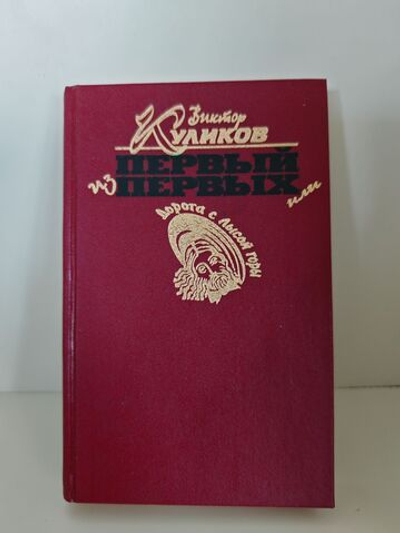 Виктор
Куликов
ПЕРВЫЙ
из ПЕРВЫХ или
Дорога с Лысой горы